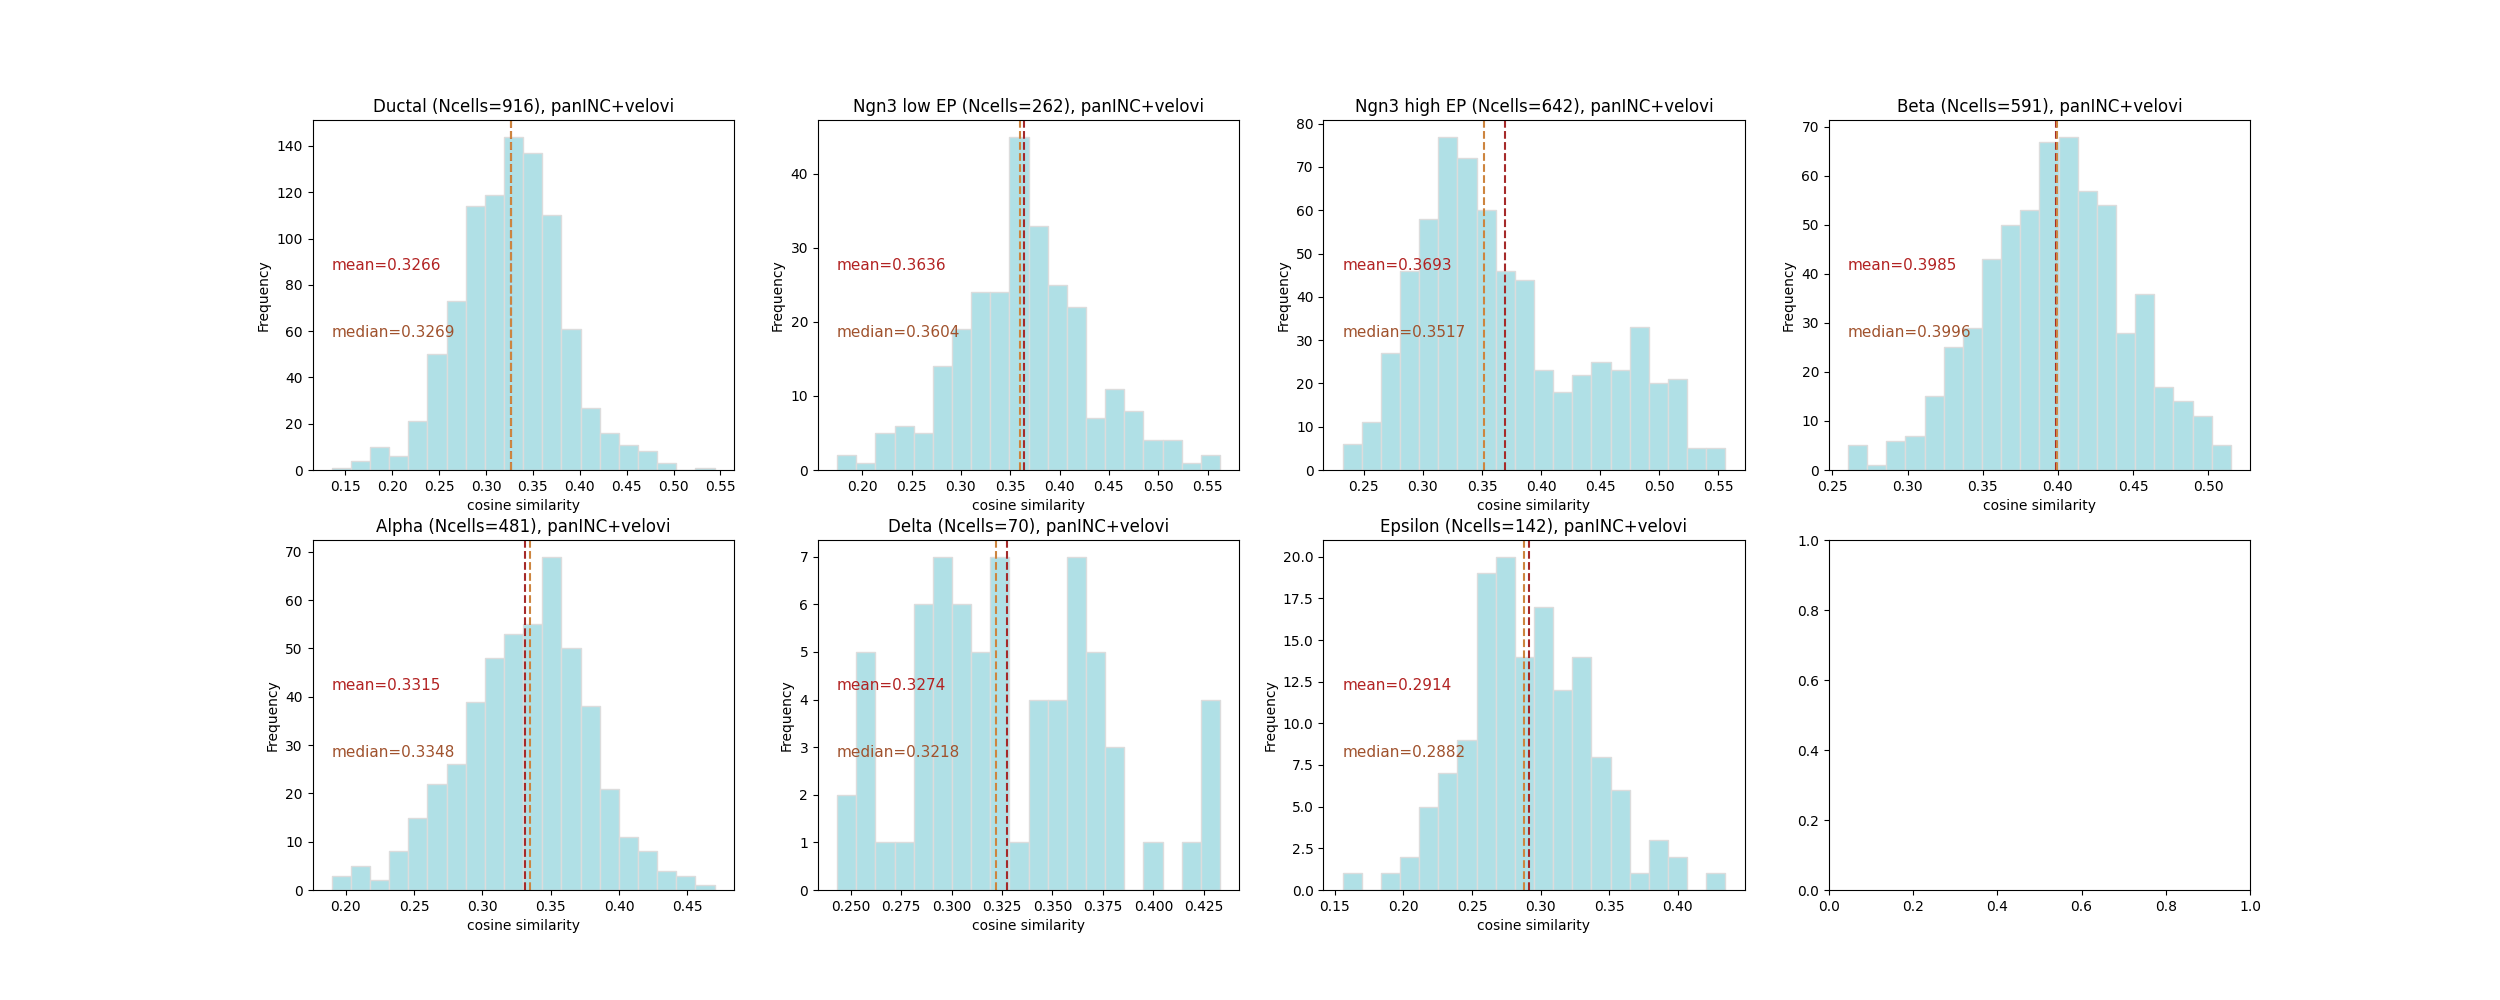 Ductal (Ncells=916), panINC+velovi
140
120
100
80
60
40
20
0
Frequency
mean=0.3266
median=0.3269
0.15 0.20 0.25 0.30 0.35 0.40 0.45 0.50 0.55
cosine similarity
Ngn3 low EP (Ncells=262), panINC+velovi
40
30
20
10
0
Frequency
mean=0.3636
median=0.3604
0.20 0.25 0.30 0.35 0.40 0.45 0.50 0.55
cosine similarity
Ngn3 high EP (Ncells=642), panINC+velovi
80
70
60
50
40
30
20
10
0
Frequency
mean=0.3693
median=0.3517
0.25 0.30 0.35 0.40 0.45 0.50 0.55
cosine similarity
Beta (Ncells=591), panINC+velovi
70
60
50
40
30
20
10
0
Frequency
mean=0.3985
median=0.3996
0.25 0.30 0.35 0.40 0.45 0.50
cosine similarity
Alpha (Ncells=481), panINC+velovi
70
60
50
40
30
20
10
0
Frequency
mean=0.3315
median=0.3348
0.20 0.25 0.30 0.35 0.40 0.45
cosine similarity
Delta (Ncells=70), panINC+velovi
7
6
5
4
3
2
1
0
Frequency
mean=0.3274
median=0.3218
0.250 0.275 0.300 0.325 0.350 0.375 0.400 0.425
cosine similarity
Epsilon (Ncells=142), panINC+velovi
20.0
17.5
15.0
12.5
10.0
7.5
5.0
2.5
0.0
Frequency
mean=0.2914
median=0.2882
0.15 0.20 0.25 0.30 0.35 0.40
cosine similarity
1.0
0.8
0.6
0.4
0.2
0.0
0.0 0.2 0.4 0.6 0.8 1.0